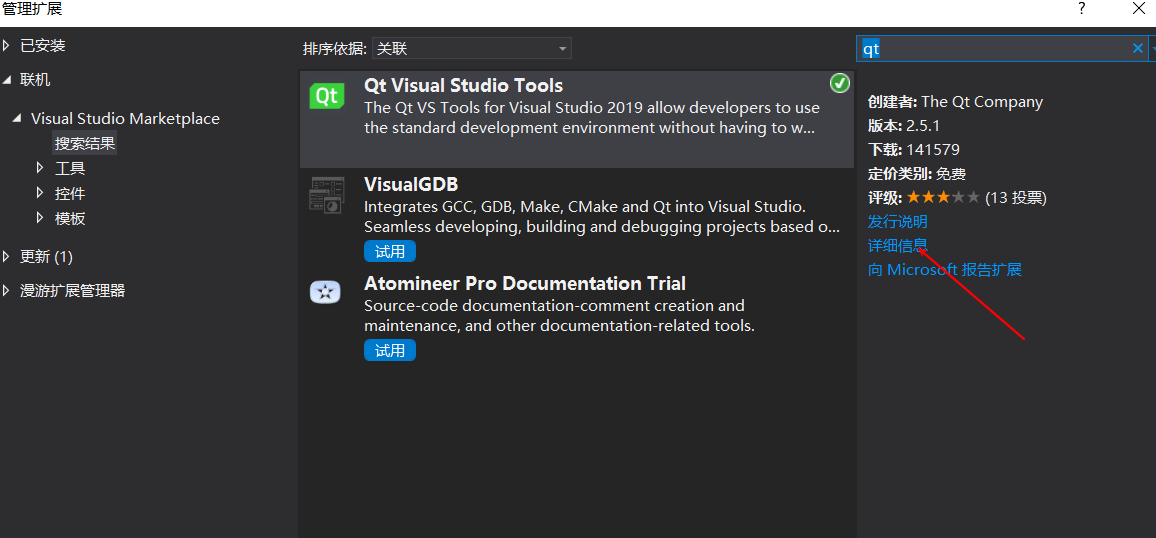 管理扩展
?
已安装
联机
Visual Studio Marketplace
搜索结果
工具
控件
模板
更新 (1)
漫游扩展管理器
排序依据: 关联
Qt
Qt Visual Studio Tools
The Qt VS Tools for Visual Studio 2019 allow developers to use
the standard development environment without having to w...
VisualGDB
Integrates GCC, GDB, Make, CMake and Qt into Visual Studio.
Seamless developing, building and debugging projects based o...
试用
Atomineer Pro Documentation Trial
Source-code documentation-comment creation and
maintenance, and other documentation-related tools.
试用
qt
创建者: The Qt Company
版本: 2.5.1
下载: 141579
定价类别: 免费
评级: ★★★★★ (13 投票)
发行说明
详细信息
向 Microsoft 报告扩展